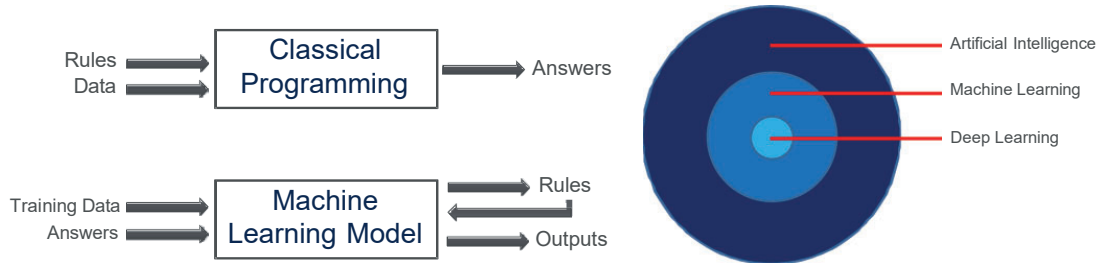 Rules
Data
Classical
Programming
Answers
Training Data
Answers
Machine
Learning Model
Rules
Outputs
Artificial Intelligence
Machine Learning
Deep Learning